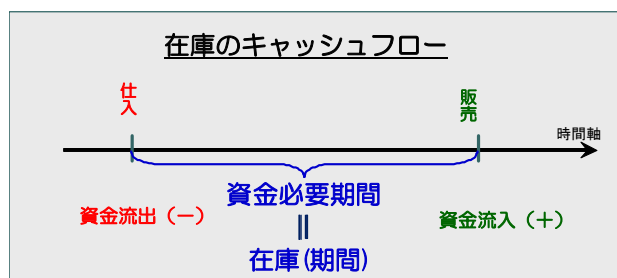 在庫のキャッシュフロー
仕入
販売
時間軸
資金必要期間
資金流出（−）
資金流入（+）
||
在庫(期間)